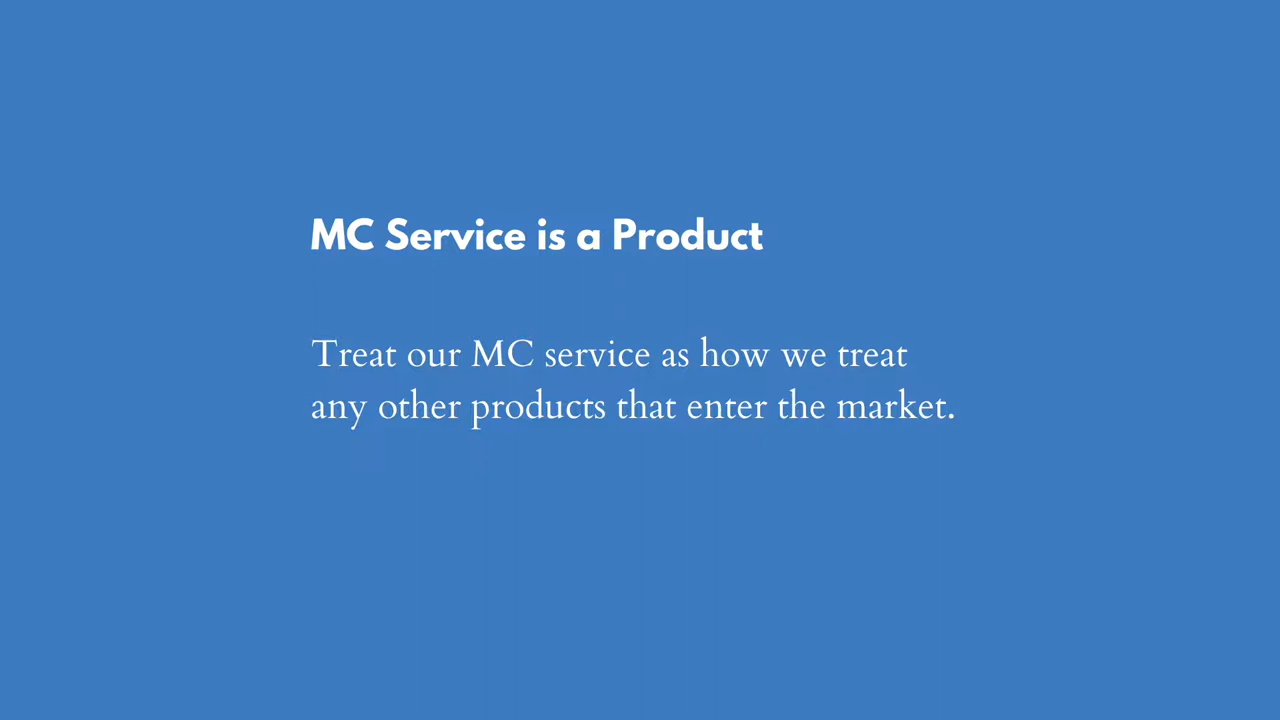 MC Service is a Product
Treat our MC service as how we treat
any other products that enter the market.